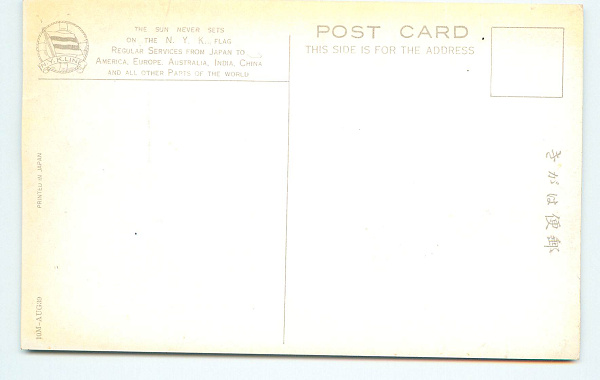 THE SUN NEVER SETS
ON THE N. Y. K. FLAG
REGULAR SERVICES FROM JAPAN TO
AMERICA, EUROPE, AUSTRALIA, INDIA, CHINA
AND ALL OTHER PARTS OF THE WORLD
POST CARD
THIS SIDE IS FOR THE ADDRESS
きがは便郵
PRINTED IN JAPAN